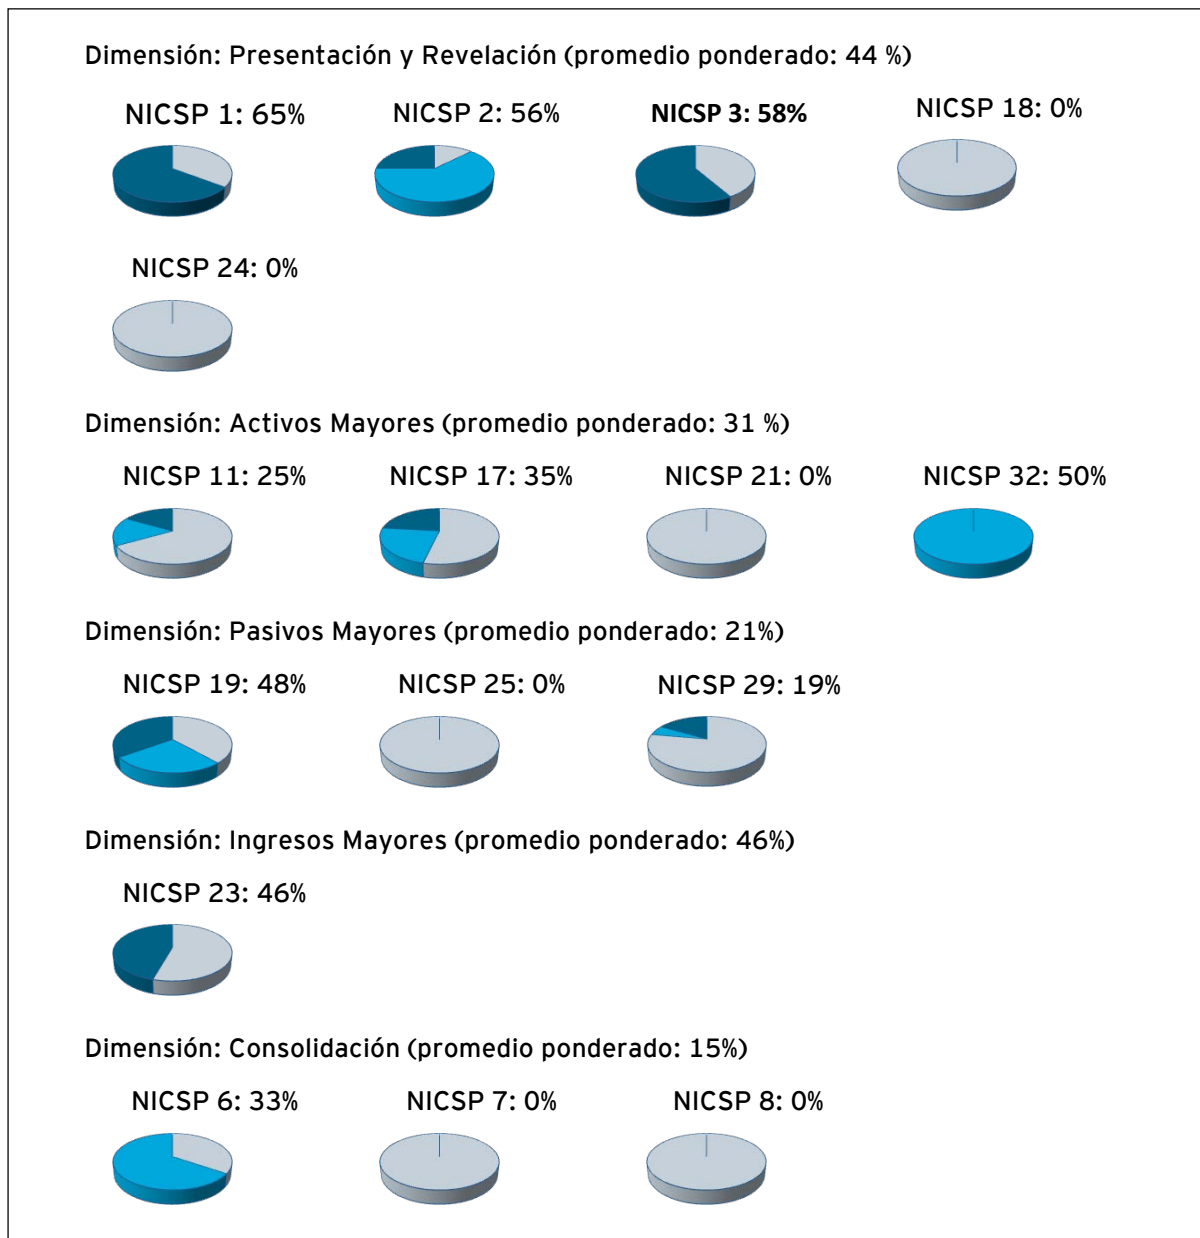 Dimensión: Presentación y Revelación (promedio ponderado: 44 %)
NICSP 1: 65% NICSP 2: 56% NICSP 3: 58% NICSP 18: 0%
NICSP 24: 0%
Dimensión: Activos Mayores (promedio ponderado: 31 %)
NICSP 11: 25% NICSP 17: 35% NICSP 21: 0% NICSP 32: 50%
Dimensión: Pasivos Mayores (promedio ponderado: 21%)
NICSP 19: 48% NICSP 25: 0% NICSP 29: 19%
Dimensión: Ingresos Mayores (promedio ponderado: 46%)
NICSP 23: 46%
Dimensión: Consolidación (promedio ponderado: 15%)
NICSP 6: 33% NICSP 7: 0% NICSP 8: 0%